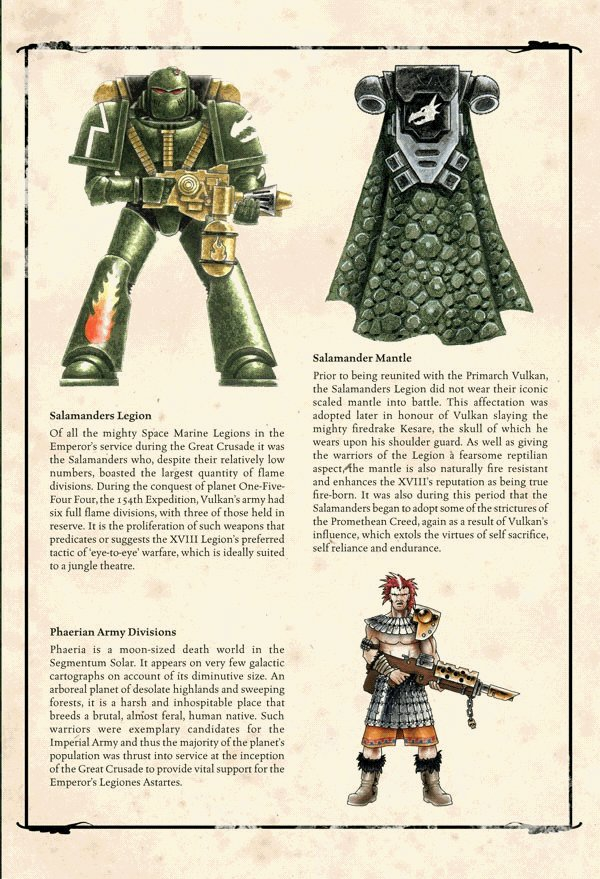 Salamanders Legion
Of all the mighty Space Marine Legions in the
Emperor's service during the Great Crusade it was
the Salamanders who, despite their relatively low
numbers, boasted the largest quantity of flame
divisions. During the conquest of planet One-Five-
Four Four, the 154th Expedition, Vulkan's army had
six full flame divisions, with three of those held in
reserve. It is the proliferation of such weapons that
predicates or suggests the XVIII Legion's preferred
tactic of 'eye-to-eye' warfare, which is ideally suited
to a jungle theatre.
Salamander Mantle
Prior to being reunited with the Primarch Vulkan,
the Salamanders Legion did not wear their iconic
scaled mantle into battle. This affectation was
adopted later in honour of Vulkan slaying the
mighty firedrake Kesare, the skull of which he
wears upon his shoulder guard. As well as giving
the warriors of the Legion a fearsome reptilian
aspect, the mantle is also naturally fire resistant
and enhances the XVIII's reputation as being true
fire-born. It was also during this period that the
Salamanders began to adopt some of the strictures of
the Promethean Creed, again as a result of Vulkan's
influence, which extols the virtues of self sacrifice,
self reliance and endurance.
Phaerian Army Divisions
Phaeria is a moon-sized death world in the
Segmentum Solar. It appears on very few galactic
cartographs on account of its diminutive size. An
arboreal planet of desolate highlands and sweeping
forests, it is a harsh and inhospitable place that
breeds a brutal, almost feral, human native. Such
warriors were exemplary candidates for the
Imperial Army and thus the majority of the planet's
population was thrust into service at the inception
of the Great Crusade to provide vital support for the
Emperor's Legiones Astartes.